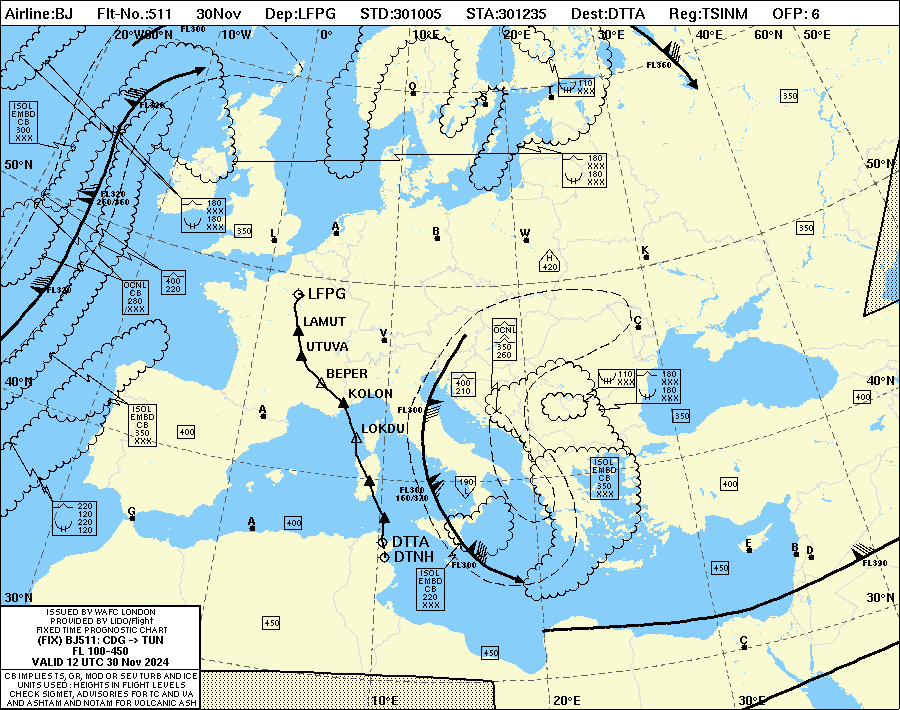 Airline:BJ Flt-No.:511 30Nov Dep:LFPG STD:301005 STA:301235 Dest:DTTA Reg:TSINM OFP: 6
20°W 60°N FL300 10°W 0° 10°E 20°E 30°E 40°E 60°N 50°E
FL360
FL320
ISOL
EMBD
CB
300
XXX
110
XXX
350
O
S
T
50°N
50°N
180
XXX
180
XXX
FL320
260/360
180
XXX
180
XXX
350
L
A
B
W
K
350
H
420
400
220
OCNL
CB
280
/XXX
FL320
LFPG
LAMUT
UTUVA
BEPER
KOLON
LOKDU
DTTA
DTNH
V
C
OCNL
350
260
400
210
FL300
110
XXX
180
XXX
180
XXX
350
40°N
40°N
400
ISOL
EMBD
CB
350
XXX
400
A
190
L
FL300
160/370
ISOL
EMBD
CB
350
XXX
400
220
120
220
120
G
A
400
FL300
ISOL
EMBD
CB
220
XXX
E
B
D
FL390
450
30°N
30°N
450
450
C
ISSUED BY WAFC LONDON
PROVIDED BY LIDO/Flight
FIXED TIME PROGNOSTIC CHART
(FIX) BJ511: CDG -> TUN
FL 100-450
VALID 12 UTC 30 Nov 2024
CB IMPLIES TS, GR, MOD OR SEV TURB AND ICE
UNITS USED : HEIGHTS IN FLIGHT LEVELS
CHECK SIGMET, ADVISORIES FOR TC AND VA
AND ASHTAM AND NOTAM FOR VOLCANIC ASH
10°E 20°E 30°E